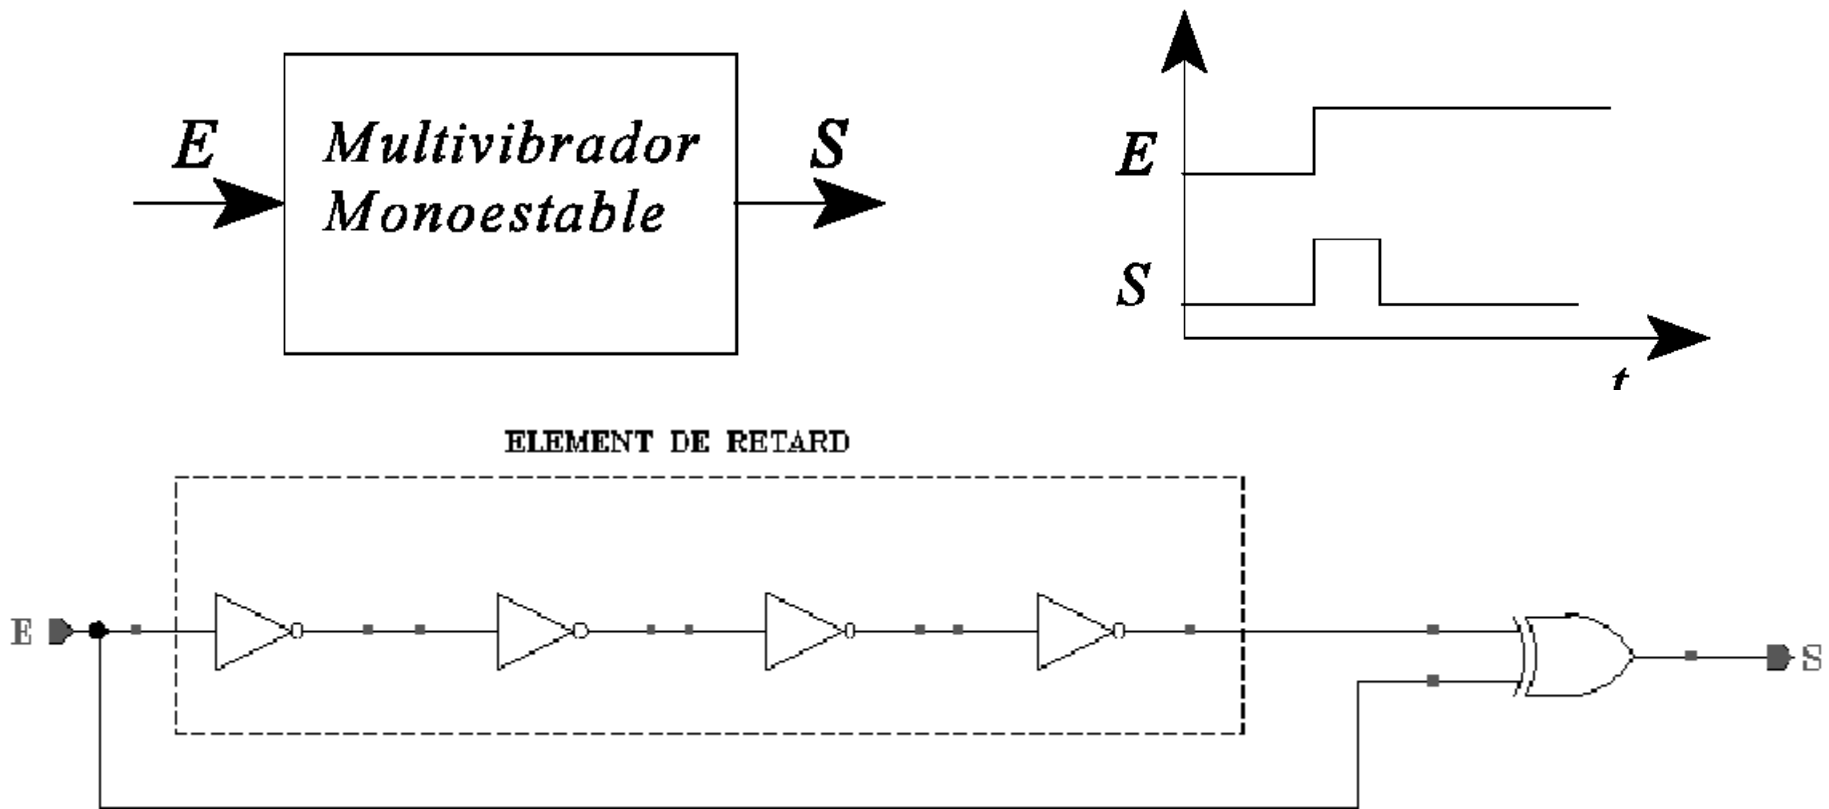 E
Multivibrador
Monoestable
S
E
S
t
ELEMENT DE RETARD
E
S